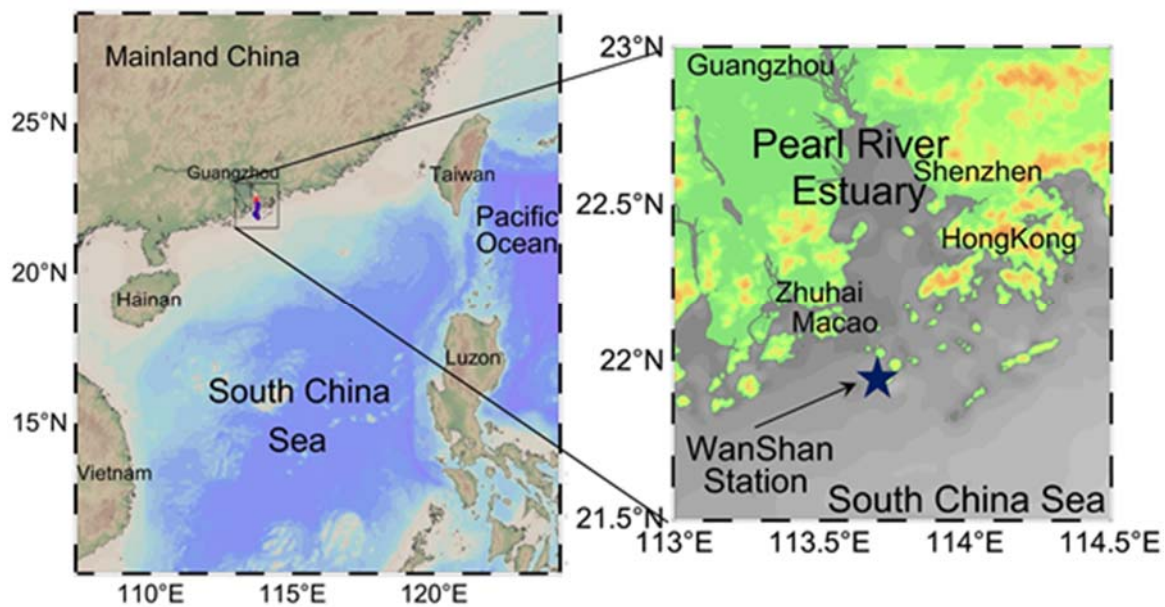 Mainland China
25°N
Guangzhou
Taiwan
Pacific
Ocean
20°N
Hainan
Luzon
South China
Sea
15°N
Vietnam
110°E
115°E
120°E
23°N
Guangzhou
Pearl River
Estuary
Shenzhen
22.5°N
HongKong
Zhuhai
Macao
22°N
WanShan
Station
South China Sea
21.5°N
113°E
113.5°E
114°E
114.5°E